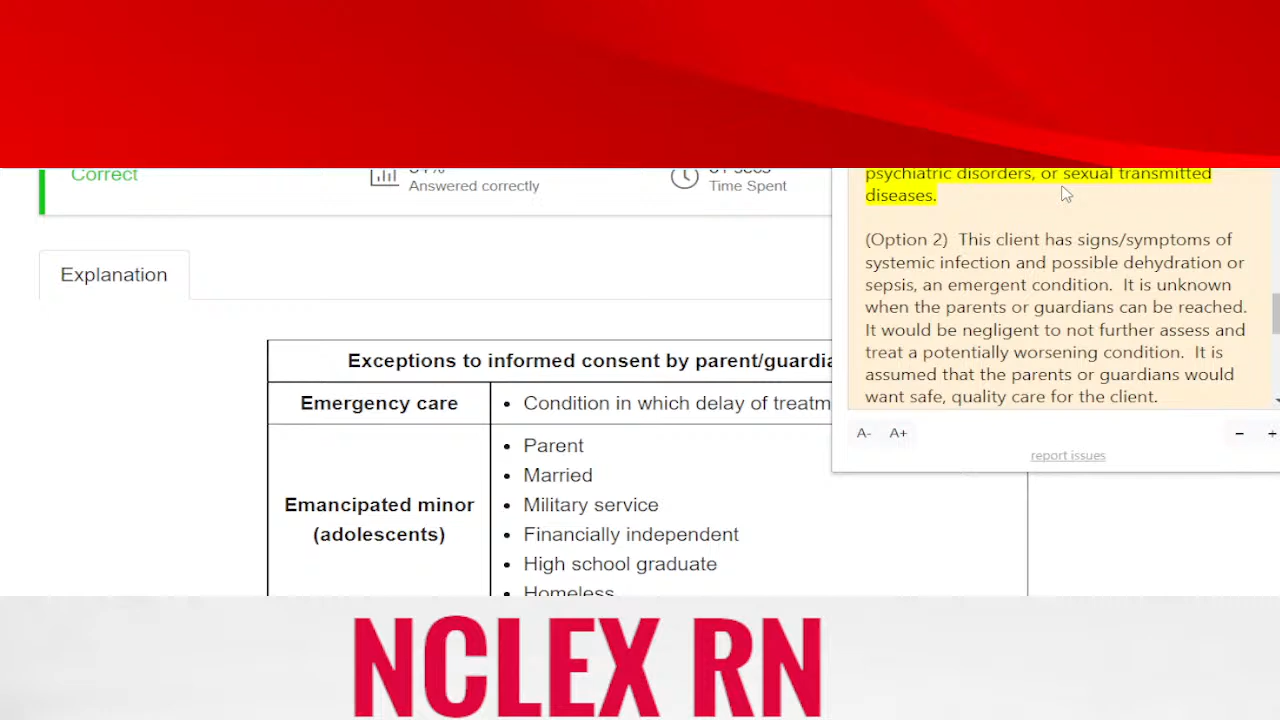 Correct
Answered correctly
Time Spent
Explanation
Exceptions to informed consent by parent/guardia
Emergency care
• Condition in which delay of treatm
Emancipated minor
(adolescents)
• Parent
• Married
• Military service
• Financially independent
• High school graduate
• Homeless
psychiatric disorders, or sexual transmitted
diseases.
(Option 2) This client has signs/symptoms of
systemic infection and possible dehydration or
sepsis, an emergent condition. It is unknown
when the parents or guardians can be reached.
It would be negligent to not further assess and
treat a potentially worsening condition. It is
assumed that the parents or guardians would
want safe, quality care for the client.
A- A+ − +
report issues
NCLEX RN